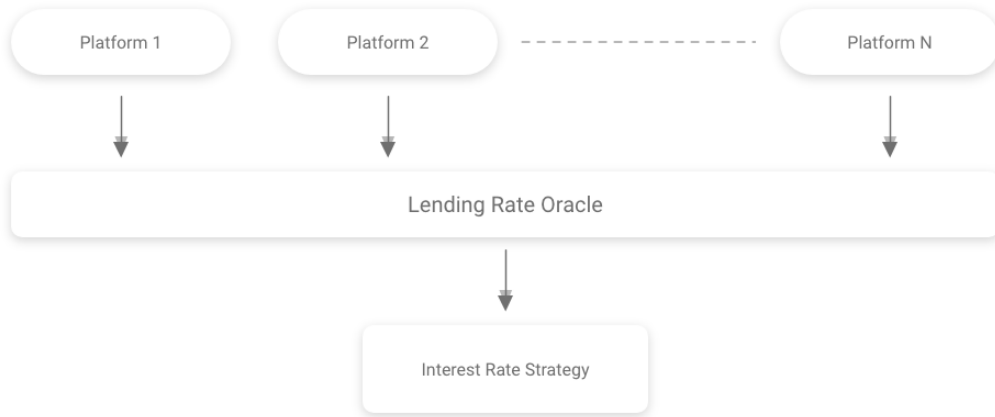 Platform 1
Platform 2
Platform N
Lending Rate Oracle
Interest Rate Strategy